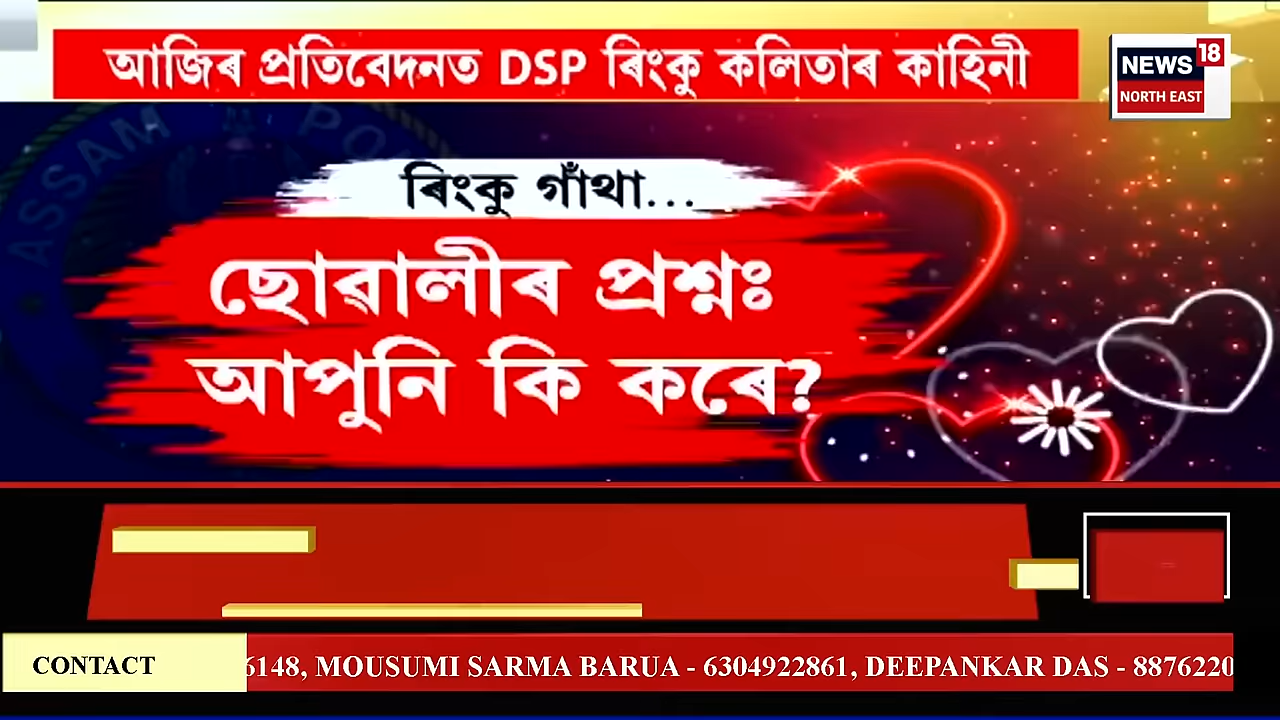 আজিৰ প্ৰতিবেদনত DSP ৰিংকু কলিতাৰ কাহিনী
NEWS 18
NORTH EAST
ASSAM
ৰিংকু গাঁথা...
ছোৱালীৰ প্ৰশ্নঃ
আপুনি কি কৰে?
CONTACT
6148, MOUSUMI SARMA BARUA - 6304922861, DEEPANKAR DAS - 8876220